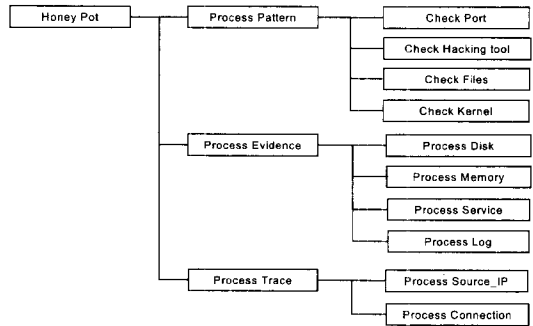 Honey Pot
Process Pattern
Check Port
Check Hacking tool
Check Files
Check Kernel
Process Evidence
Process Disk
Process Memory
Process Service
Process Log
Process Trace
Process Source_IP
Process Connection